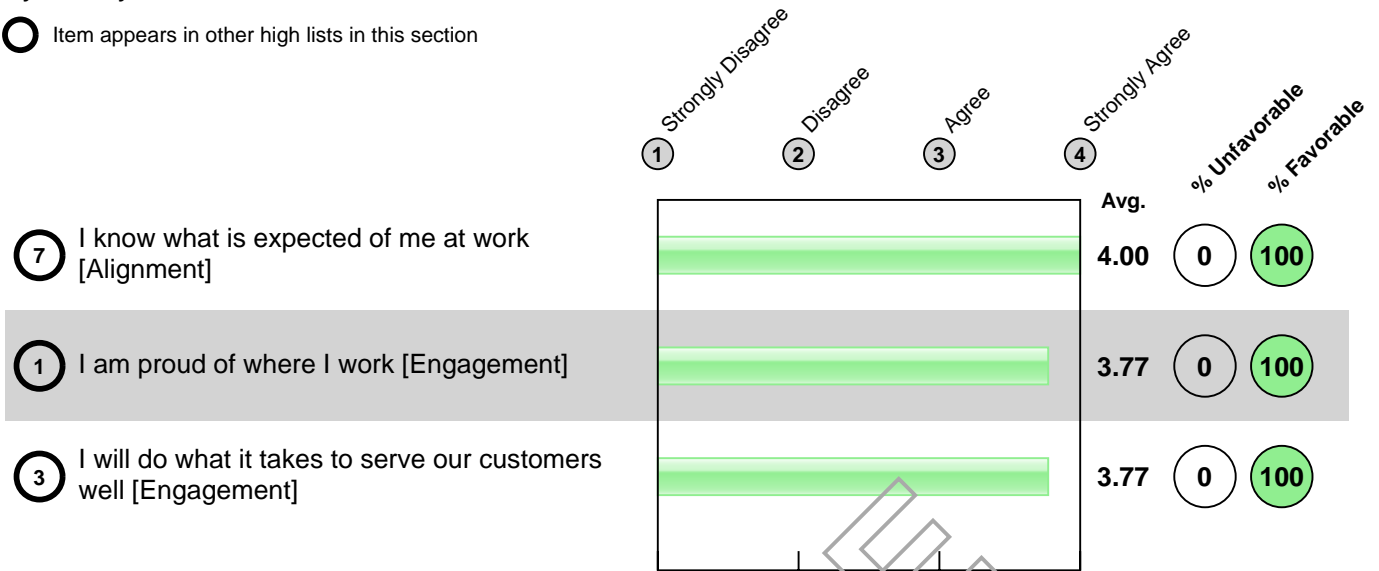 Item appears in other high lists in this section
Strongly Disagree
Disagree
Agree
Strongly Agree
1
2
3
4
Avg.
% Unfavorable
% Favorable
7
I know what is expected of me at work
[Alignment]
4.00
0
100
1
I am proud of where I work [Engagement]
3.77
0
100
3
I will do what it takes to serve our customers
well [Engagement]
3.77
0
100